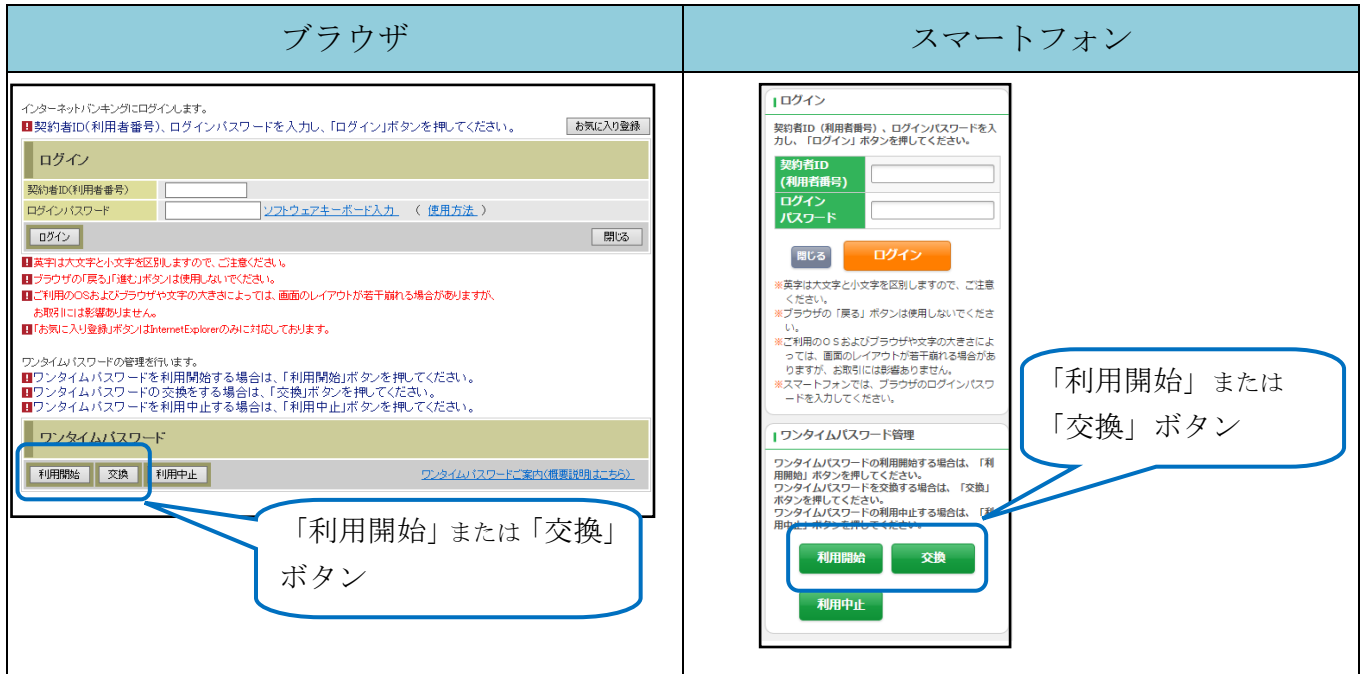 ブラウザ
インターネットバンキングにログインします。
契約者ID(利用者番号)、ログインパスワードを入力し、「ログイン」ボタンを押してください。
お気に入り登録
ログイン
契約者ID(利用者番号)
ログインパスワード
ソフトウェアキーボード入力 ( 使用方法 )
ログイン
閉じる
英字は大文字と小文字を区別しますので、ご注意ください。
ブラウザの「戻る」「進む」ボタンは使用しないでください。
ご利用のOSおよびブラウザや文字の大きさによっては、画面のレイアウトが若干崩れる場合がありますが、
お取引には影響ありません。
「お気に入り登録」ボタンはInternetExplorerのみに対応しております。
ワンタイムパスワードの管理を行います。
ワンタイムパスワードを利用開始する場合は、「利用開始」ボタンを押してください。
ワンタイムパスワードの交換をする場合は、「交換」ボタンを押してください。
ワンタイムパスワードを利用中止する場合は、「利用中止」ボタンを押してください。
ワンタイムパスワード
利用開始 交換 利用中止
ワンタイムパスワードご案内(概要説明はこちら)
「利用開始」または「交換」
ボタン
スマートフォン
ログイン
契約者ID(利用者番号)、ログインパスワードを入
力し、「ログイン」ボタンを押してください。
契約者ID
(利用者番号)
ログイン
パスワード
閉じる ログイン
※英字は大文字と小文字を区別しますので、ご注意
ください。
※ブラウザの「戻る」ボタンは使用しないでくださ
い。
※ご利用のOSおよびブラウザや文字の大きさによ
っては、画面のレイアウトが若干崩れる場合があ
りますが、お取引には影響ありません。
※スマートフォンでは、ブラウザのログインパスワ
ードを入力してください。
ワンタイムパスワード管理
ワンタイムパスワードの利用開始する場合は、「利
用開始」ボタンを押してください。
ワンタイムパスワードを交換する場合は、「交換」
ボタンを押してください。
ワンタイムパスワードの利用中止する場合は、「利
用中止」ボタンを押してください。
利用開始 交換
利用中止
「利用開始」または
「交換」ボタン